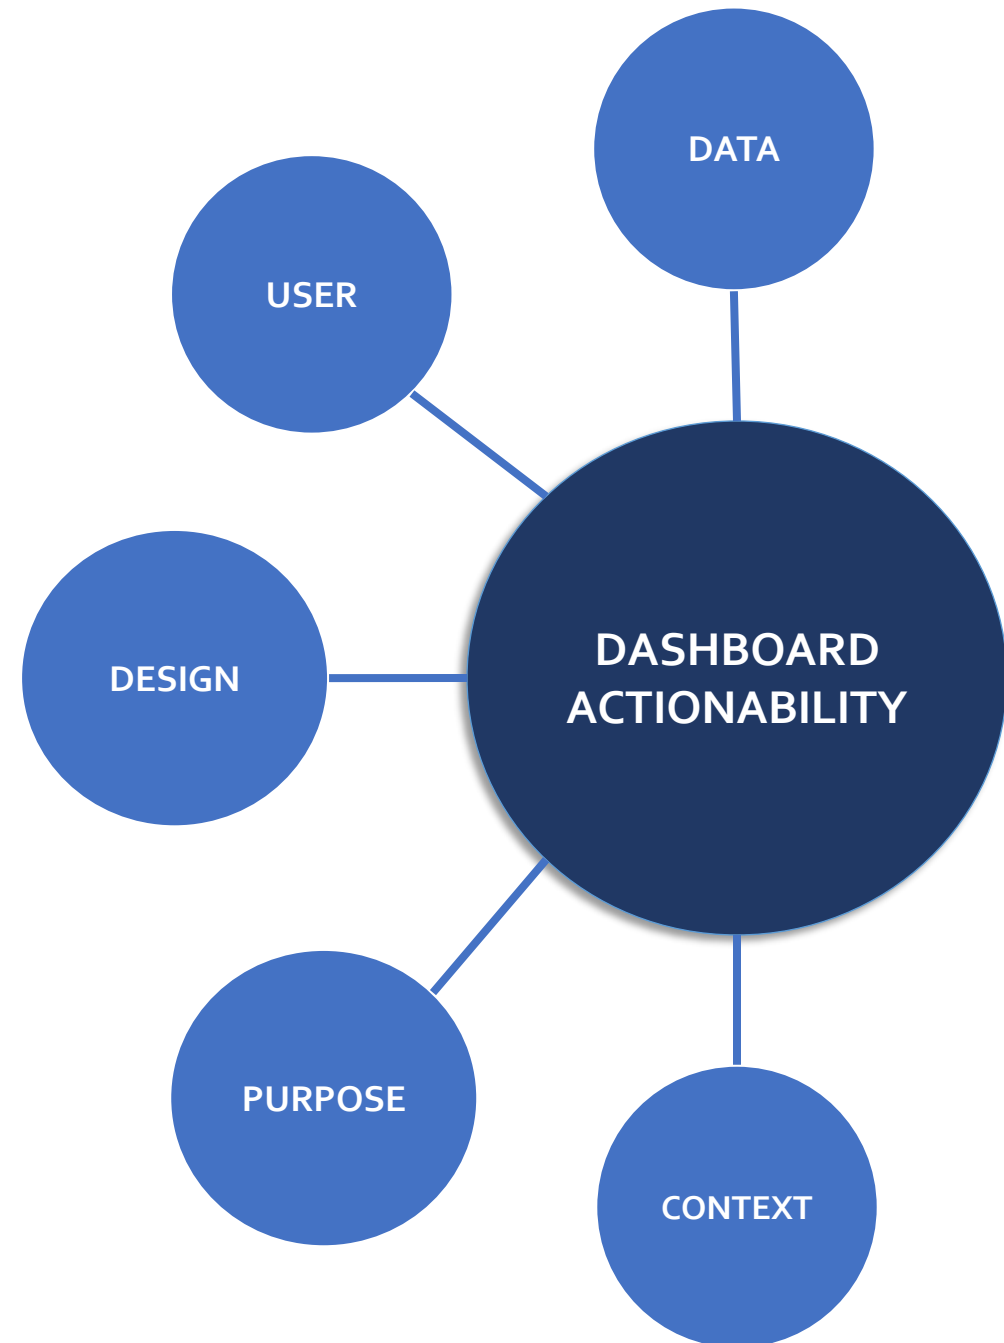 DATA
USER
DESIGN
DASHBOARD
ACTIONABILITY
PURPOSE
CONTEXT